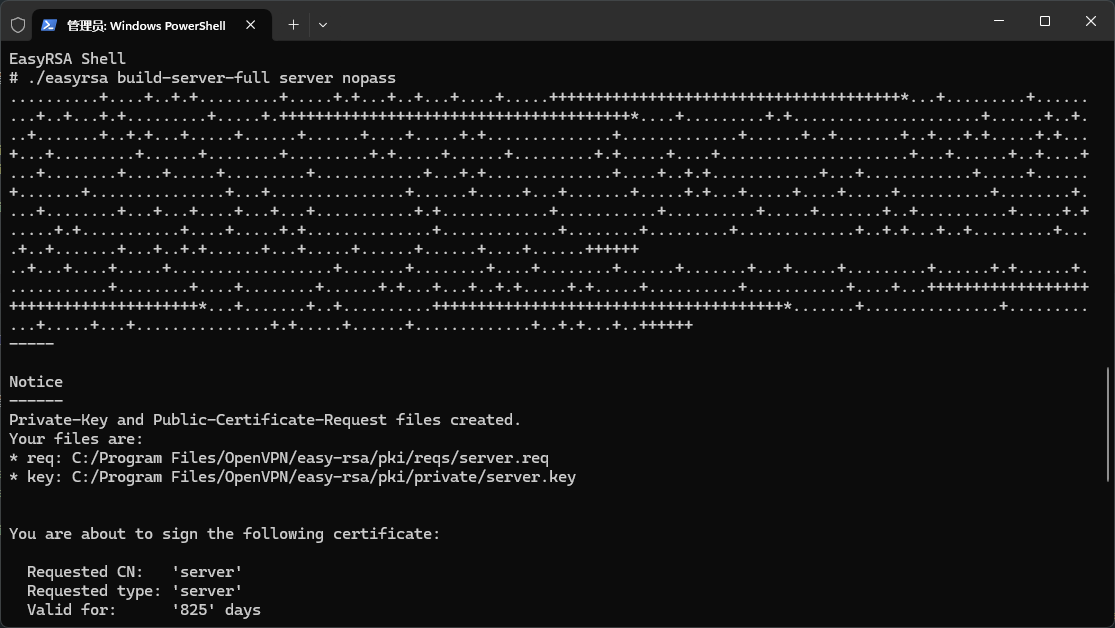 管理员: Windows PowerShell
EasyRSA Shell
# ./easyrsa build-server-full server nopass
-----
Notice
------
Private-Key and Public-Certificate-Request files created.
Your files are:
* req: C:/Program Files/OpenVPN/easy-rsa/pki/reqs/server.req
* key: C:/Program Files/OpenVPN/easy-rsa/pki/private/server.key
You are about to sign the following certificate:
Requested CN:   'server'
Requested type: 'server'
Valid for:      '825' days